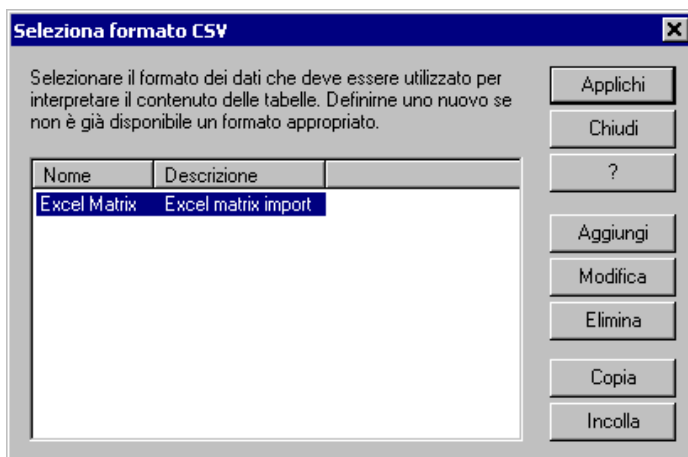 Seleziona formato CSV
Selezionare il formato dei dati che deve essere utilizzato per
interpretare il contenuto delle tabelle. Definirne uno nuovo se
non è già disponibile un formato appropriato.
Nome Descrizione
Excel Matrix Excel matrix import
Applichi
Chiudi
?
Aggiungi
Modifica
Elimina
Copia
Incolla